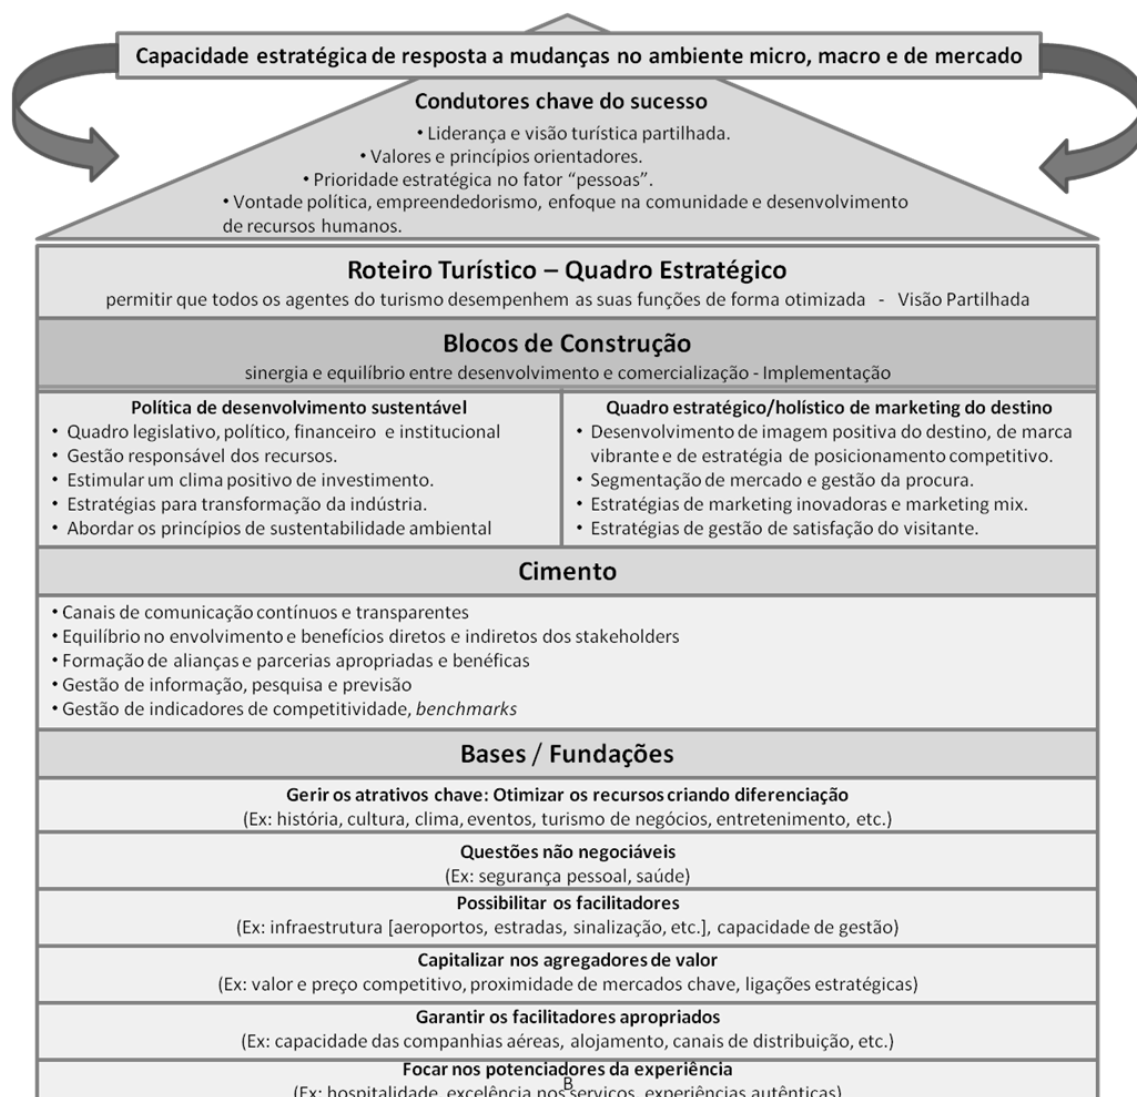 Capacidade estratégica de resposta a mudanças no ambiente micro, macro e de mercado
Condutores chave do sucesso
• Liderança e visão turística partilhada.
• Valores e princípios orientadores.
• Prioridade estratégica no fator “pessoas”.
• Vontade política, empreendedorismo, enfoque na comunidade e desenvolvimento
de recursos humanos.
Roteiro Turístico – Quadro Estratégico
permitir que todos os agentes do turismo desempenhem as suas funções de forma otimizada - Visão Partilhada
Blocos de Construção
sinergia e equilíbrio entre desenvolvimento e comercialização - Implementação
Política de desenvolvimento sustentável
• Quadro legislativo, político, financeiro e institucional
• Gestão responsável dos recursos.
• Estimular um clima positivo de investimento.
• Estratégias para transformação da indústria.
• Abordar os princípios de sustentabilidade ambiental
Quadro estratégico/holístico de marketing do destino
• Desenvolvimento de imagem positiva do destino, de marca
vibrante e de estratégia de posicionamento competitivo.
• Segmentação de mercado e gestão da procura.
• Estratégias de marketing inovadoras e marketing mix.
• Estratégias de gestão de satisfação do visitante.
Cimento
• Canais de comunicação contínuos e transparentes
• Equilíbrio no envolvimento e benefícios diretos e indiretos dos stakeholders
• Formação de alianças e parcerias apropriadas e benéficas
• Gestão de informação, pesquisa e previsão
• Gestão de indicadores de competitividade, benchmarks
Bases / Fundações
Gerir os atrativos chave: Otimizar os recursos criando diferenciação
(Ex: história, cultura, clima, eventos, turismo de negócios, entretenimento, etc.)
Questões não negociáveis
(Ex: segurança pessoal, saúde)
Possibilitar os facilitadores
(Ex: infraestrutura [aeroportos, estradas, sinalização, etc.], capacidade de gestão)
Capitalizar nos agregadores de valor
(Ex: valor e preço competitivo, proximidade de mercados chave, ligações estratégicas)
Garantir os facilitadores apropriados
(Ex: capacidade das companhias aéreas, alojamento, canais de distribuição, etc.)
Focar nos potenciadores da experiência
B
(Ex: hospitalidade, excelência nos serviços, experiências autênticas)